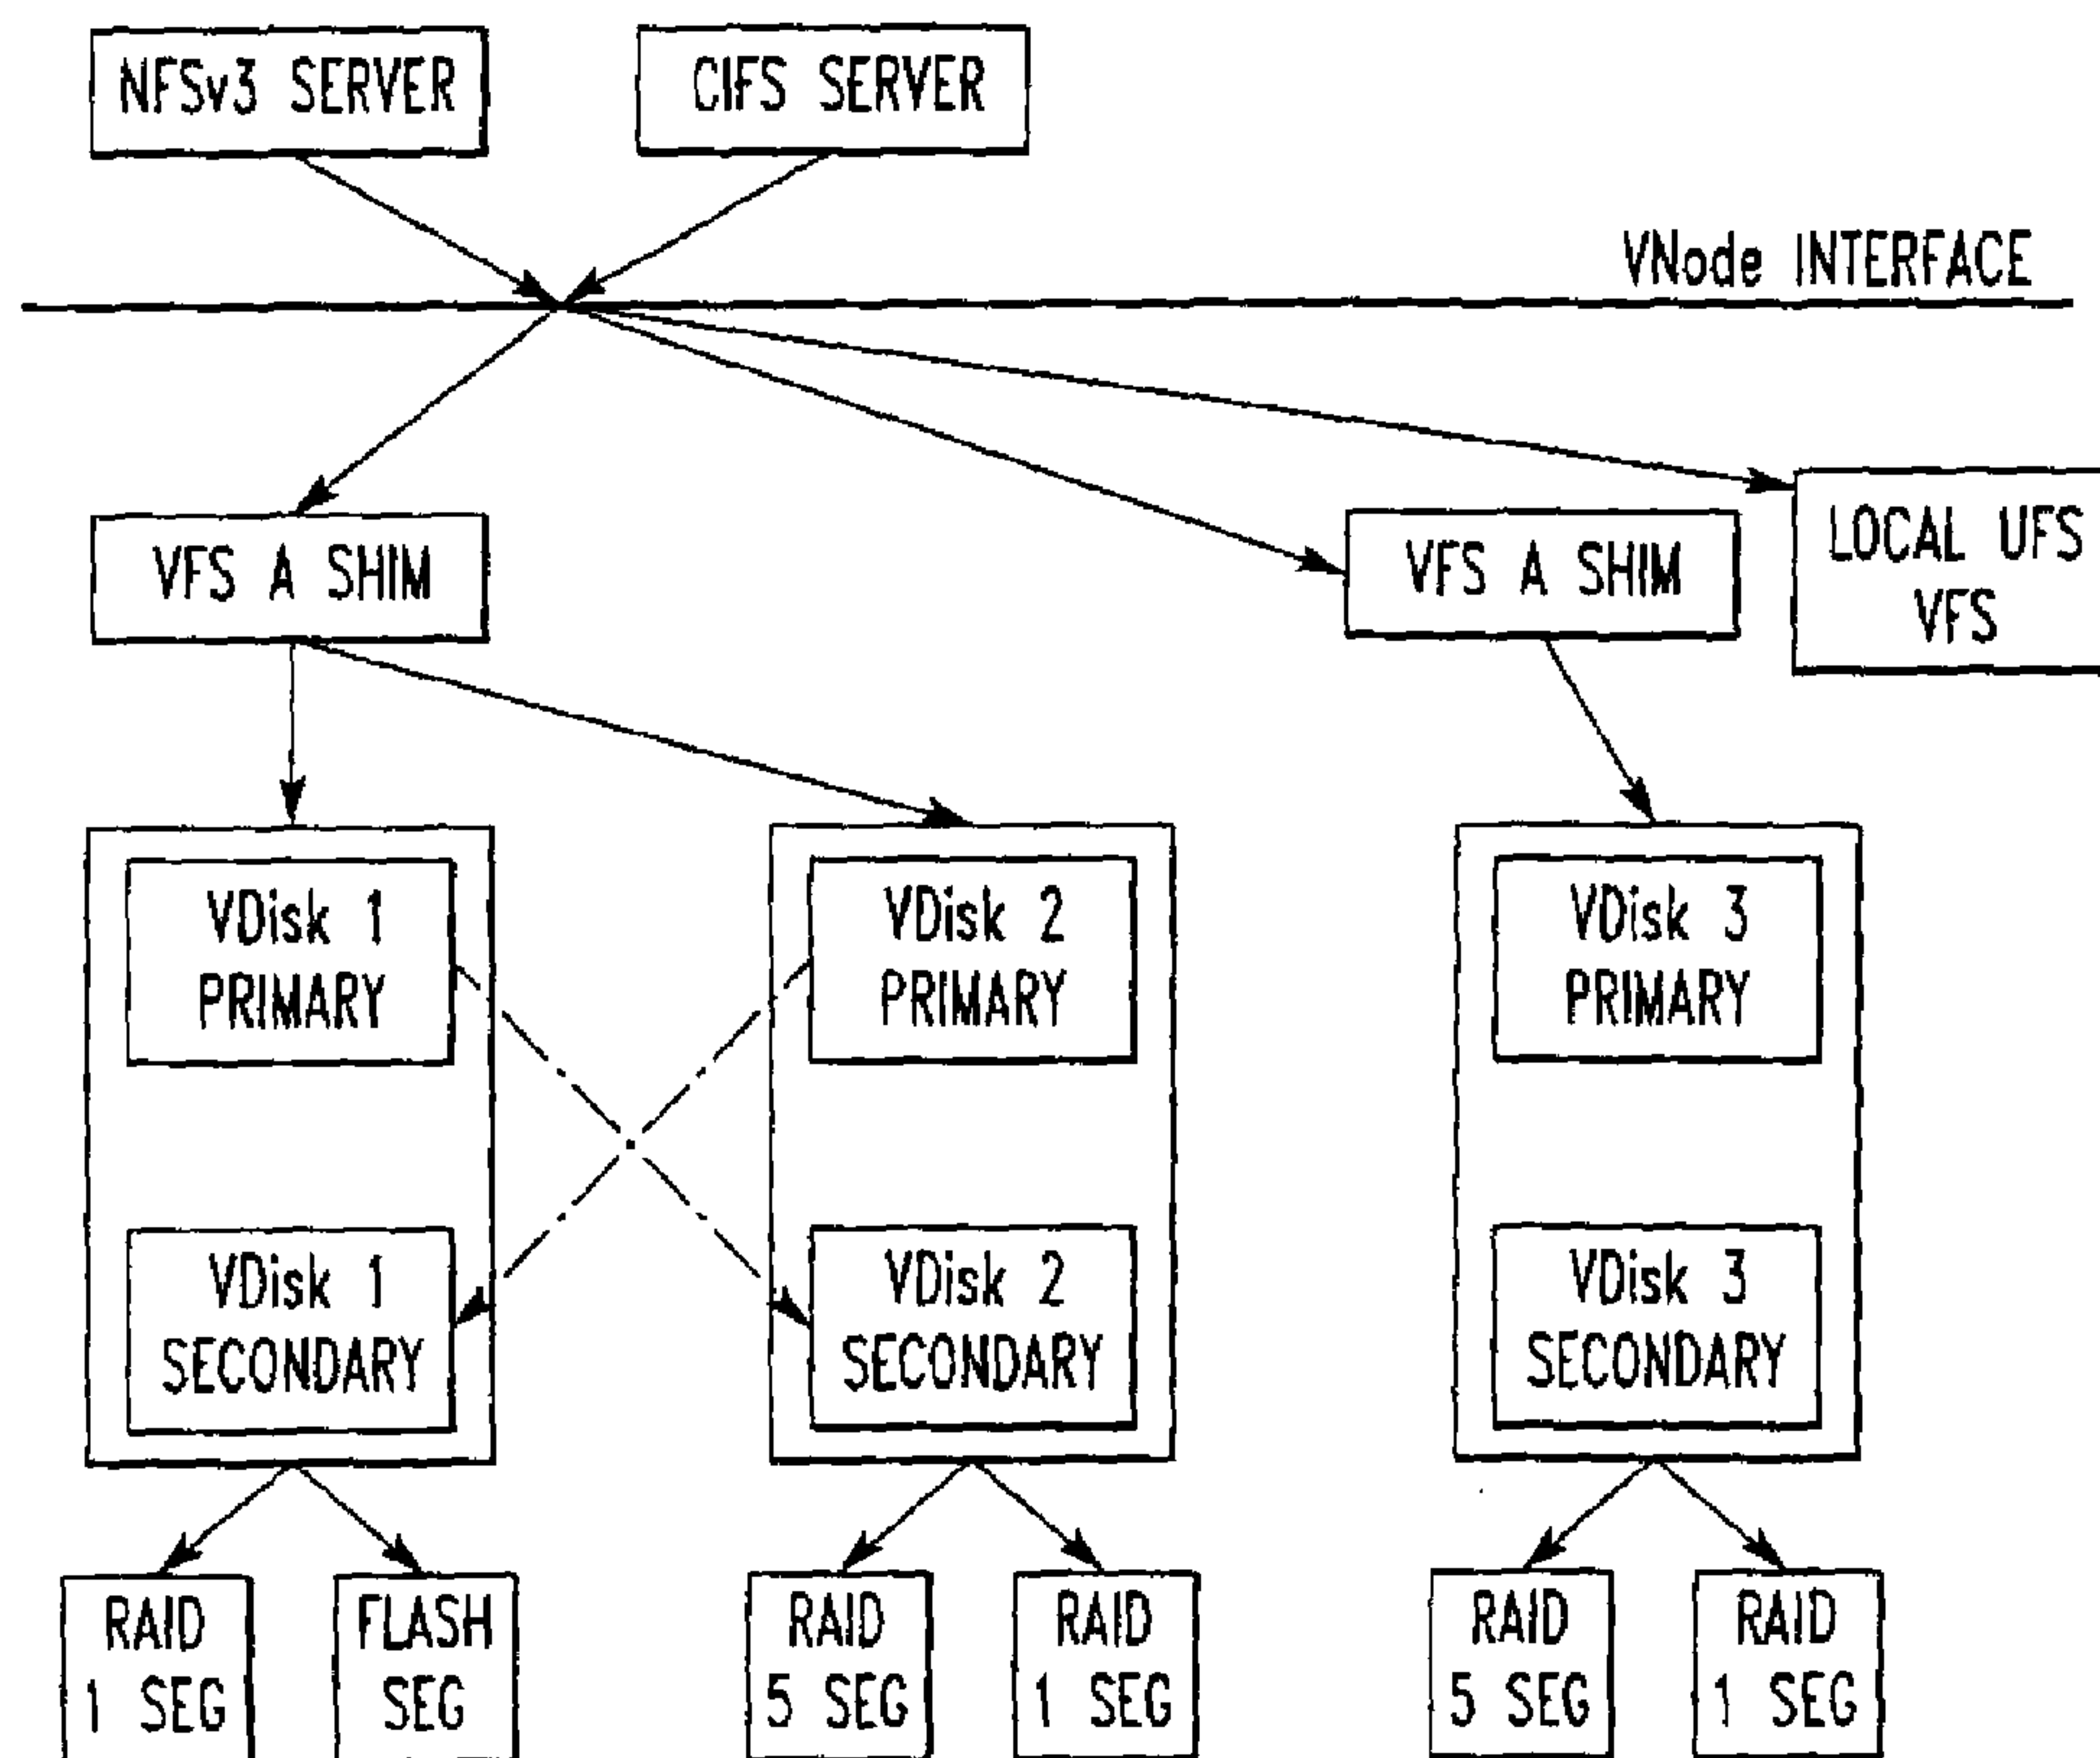 NFSv3 SERVER
CIFS SERVER
VNode INTERFACE
VFS A SHIM
VFS A SHIM
LOCAL UFS
VFS
VDisk 1
PRIMARY
VDisk 2
PRIMARY
VDisk 3
PRIMARY
VDisk 1
SECONDARY
VDisk 2
SECONDARY
VDisk 3
SECONDARY
RAID
1 SEG
FLASH
SEG
RAID
5 SEG
RAID
1 SEG
RAID
5 SEG
RAID
1 SEG